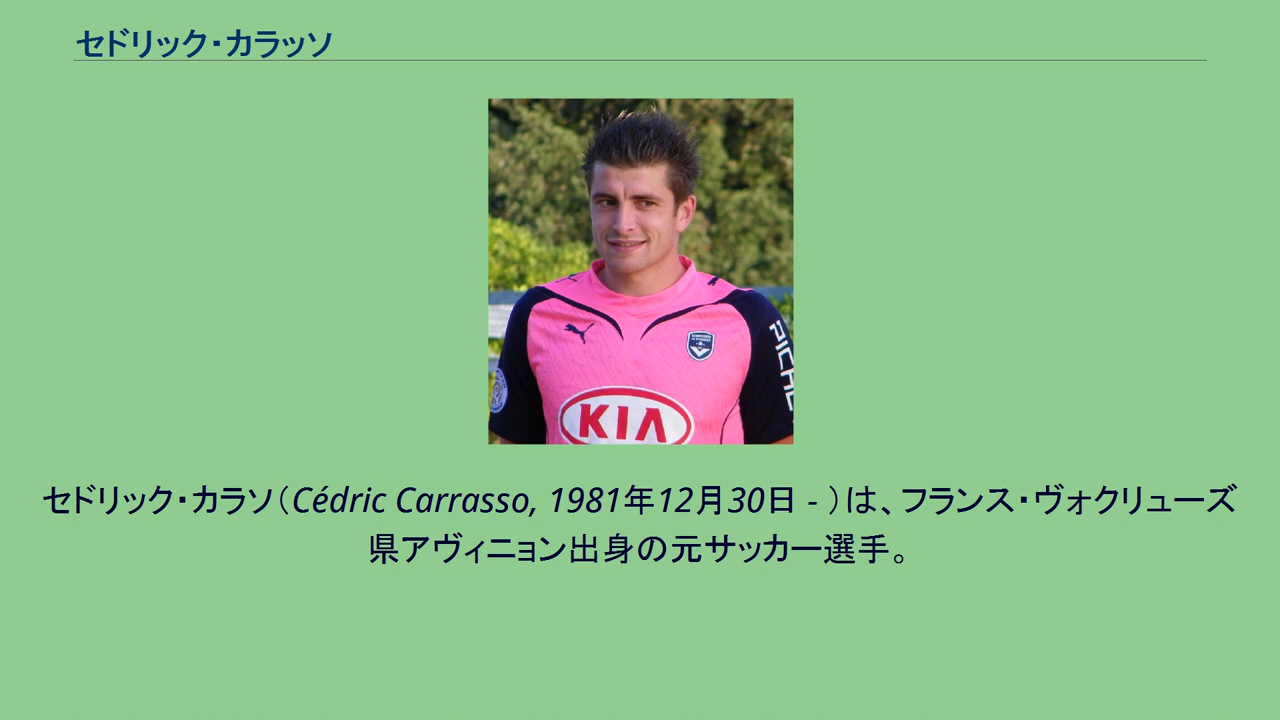 セドリック・カラッソ
KIA
セドリック・カラソ（Cédric Carrasso, 1981年12月30日 - ）は、フランス・ヴォクリューズ
県アヴィニョン出身の元サッカー選手。